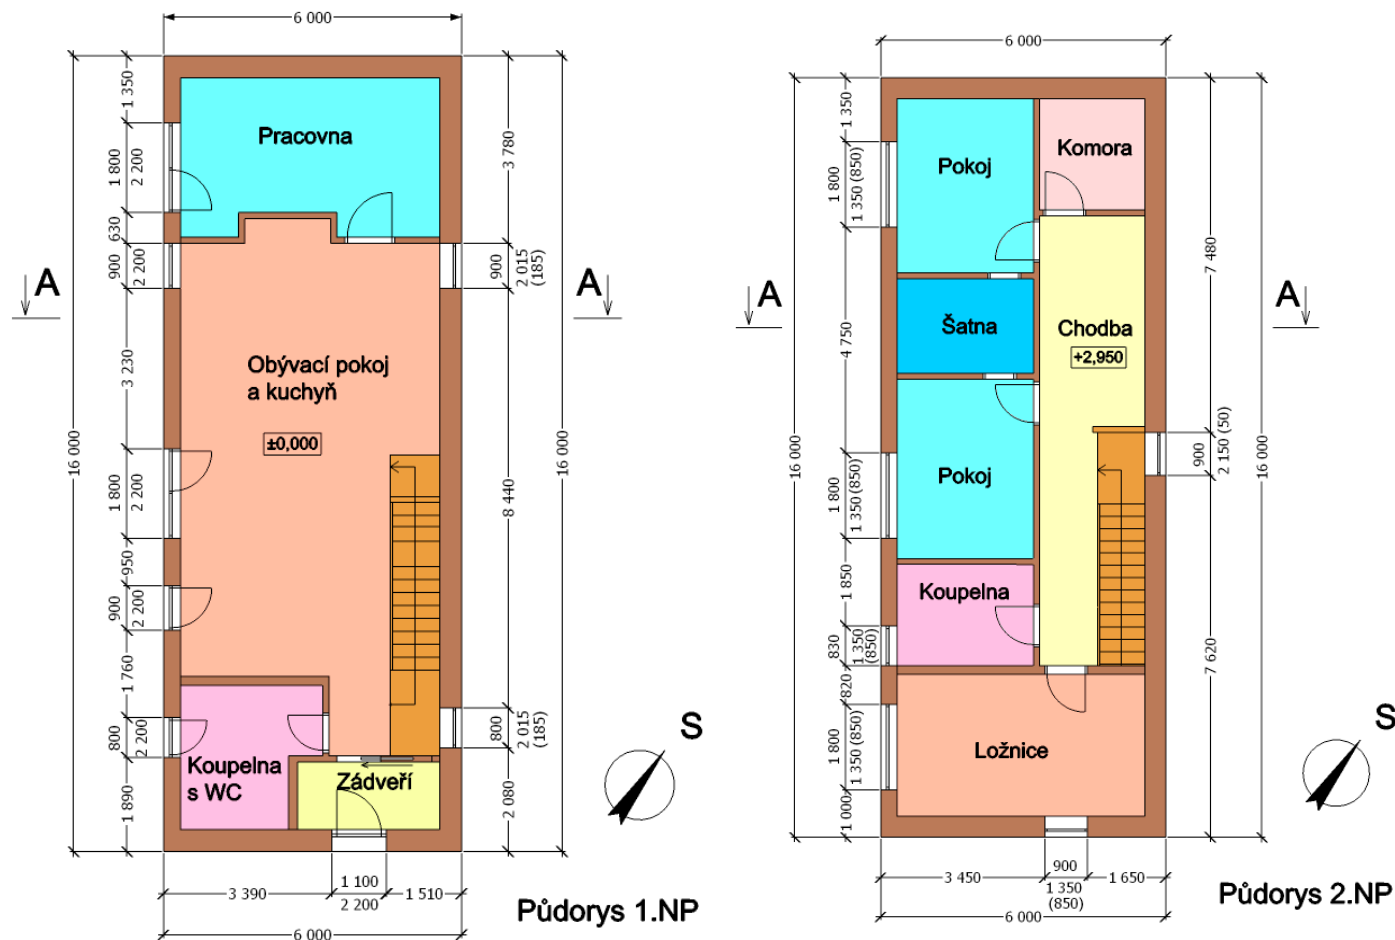 6 000
6 000
1 350
1 800
2 200
630
900
2 200
3 230
1 800
2 200
950
900
2 200
1 760
800
2 200
1 890
16 000
Pracovna
Obývací pokoj
a kuchyň
±0,000
Koupelna
s WC
Zádveří
3 780
900
2 015
(185)
8 440
800
2 015
(185)
2 080
16 000
A
A
3 390
1 100
2 200
1 510
6 000
Půdorys 1.NP
S
16 000
1 350
1 800
1 350 (850)
4 750
1 800
1 350 (850)
1 850
830
1 350
(850)
820
1 800
1 350 (850)
1 000
Pokoj
Komora
Šatna
Chodba
+2,950
Pokoj
Koupelna
Ložnice
7 480
900
2 150 (50)
7 620
16 000
A
A
3 450
900
1 350
(850)
1 650
6 000
Půdorys 2.NP
S